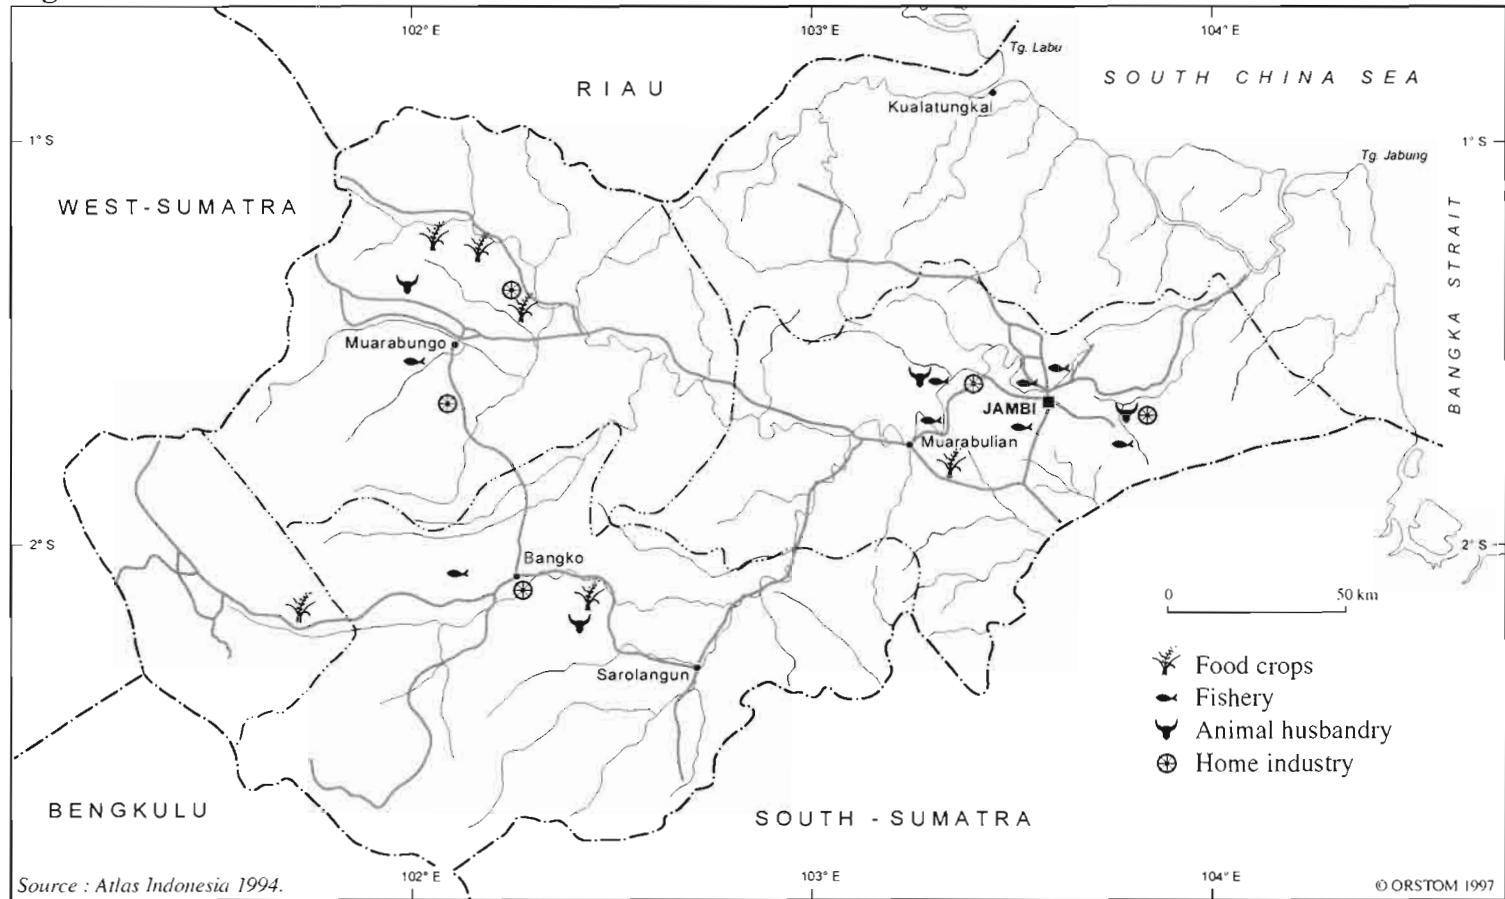 102° E
103° E
104° E
Tg. Labu
SOUTH CHINA SEA
RIAU
Kualatungkal
1° S
1° S
Tg. Jabung
WEST-SUMATRA
BANGKA STRAIT
Muarabungo
JAMBI
Muarabulian
2° S
2° S
Bangko
0
50 km
Sarolangun
Food crops
Fishery
Animal husbandry
Home industry
BENGKULU
SOUTH - SUMATRA
Source : Atlas Indonesia 1994.
102° E
103° E
104° E
© ORSTOM 1997